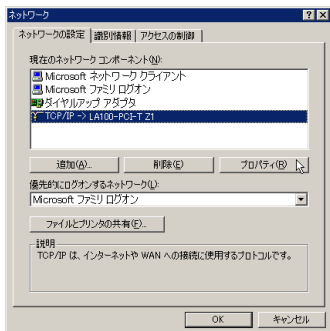 ネットワーク
ネットワークの設定 識別情報 アクセスの制御
現在のネットワーク コンポーネント(N):
Microsoft ネットワーク クライアント
Microsoft ファミリ ログオン
ダイヤルアップ アダプタ
TCP/IP -> LA100-PCI-T Z1
追加(A)... 削除(E) プロパティ(R)
優先的にログオンするネットワーク(L):
Microsoft ファミリ ログオン
ファイルとプリンタの共有(F)...
説明
TCP/IP は、インターネットや WAN への接続に使用するプロトコルです。
OK キャンセル